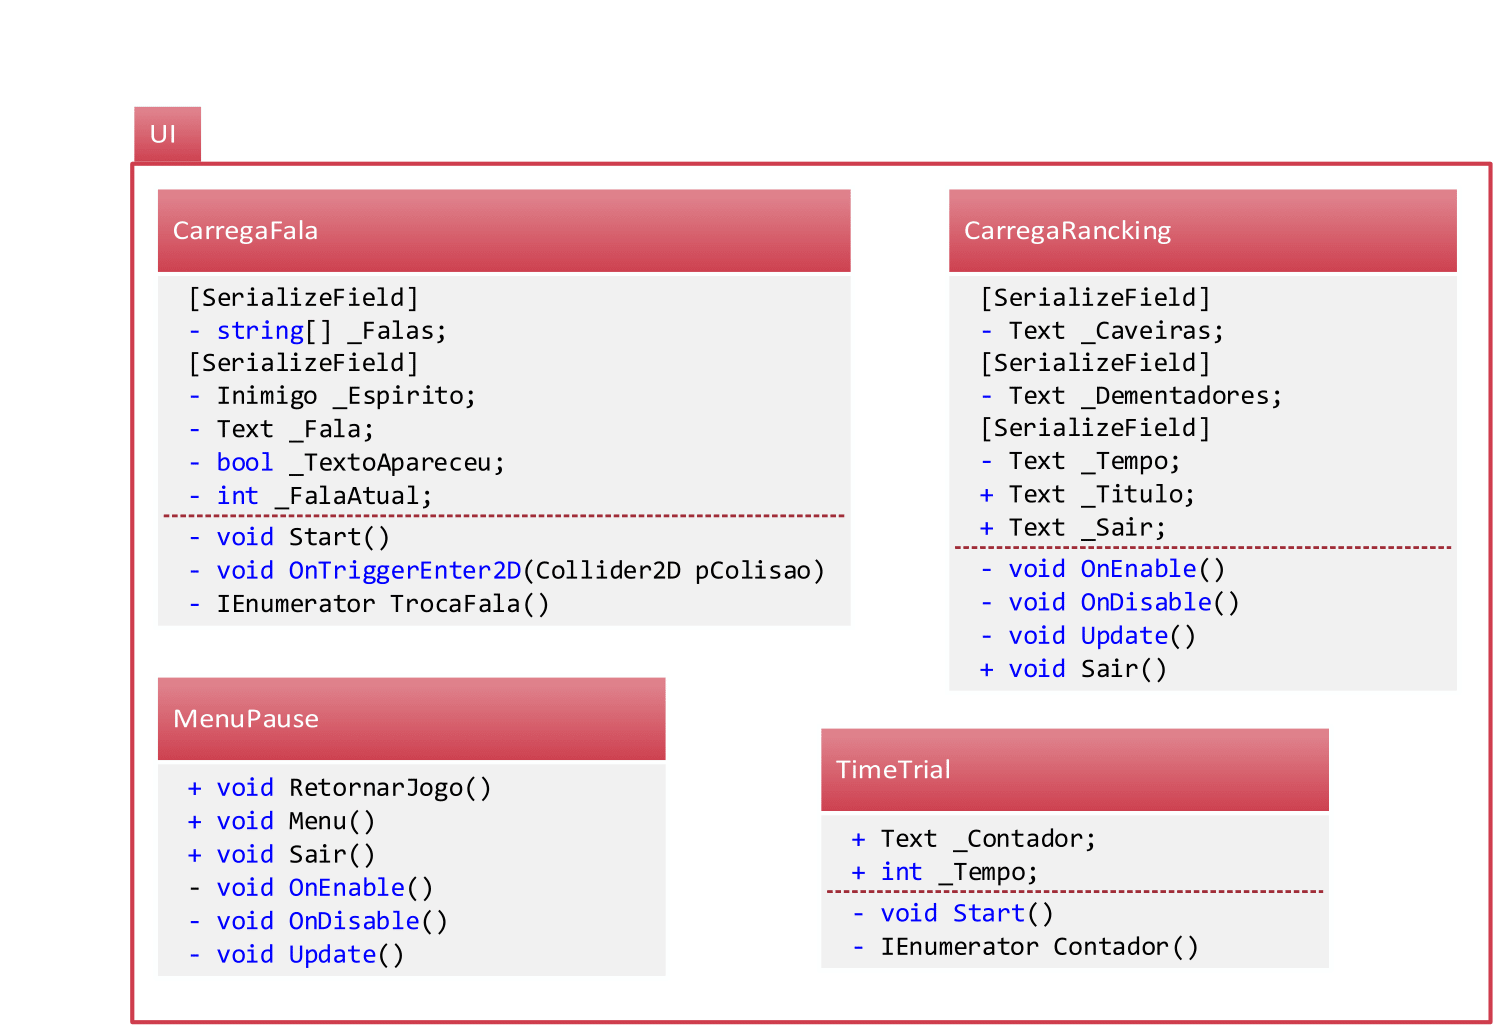 UI
CarregaFala
[SerializeField]
- string[] _Falas;
[SerializeField]
- Inimigo _Espirito;
- Text _Fala;
- bool _TextoApareceu;
- int _FalaAtual;
- void Start()
- void OnTriggerEnter2D(Collider2D pColisao)
- IEnumerator TrocaFala()
CarregaRancking
[SerializeField]
- Text _Caveiras;
[SerializeField]
- Text _Dementadores;
[SerializeField]
- Text _Tempo;
+ Text _Titulo;
+ Text _Sair;
- void OnEnable()
- void OnDisable()
- void Update()
+ void Sair()
MenuPause
+ void RetornarJogo()
+ void Menu()
+ void Sair()
- void OnEnable()
- void OnDisable()
- void Update()
TimeTrial
+ Text _Contador;
+ int _Tempo;
- void Start()
- IEnumerator Contador()